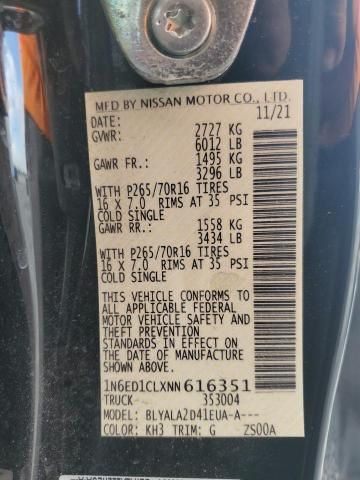 MFD BY NISSAN MOTOR CO., LTD.
DATE: 11/21
GVWR: 2727 KG
6012 LB
GAWR FR.: 1495 KG
3296 LB
WITH P265/70R16 TIRES
16 X 7.0 RIMS AT 35 PSI
COLD SINGLE
GAWR RR.: 1558 KG
3434 LB
WITH P265/70R16 TIRES
16 X 7.0 RIMS AT 35 PSI
COLD SINGLE
THIS VEHICLE CONFORMS TO
ALL APPLICABLE FEDERAL
MOTOR VEHICLE SAFETY AND
THEFT PREVENTION
STANDARDS IN EFFECT ON
THE DATE OF MANUFACTURE
SHOWN ABOVE.
1N6ED1CLXNN616351
TRUCK 353004
MODEL: BLYALA2D41EUA-A---
COLOR: KH3 TRIM: G ZS00A